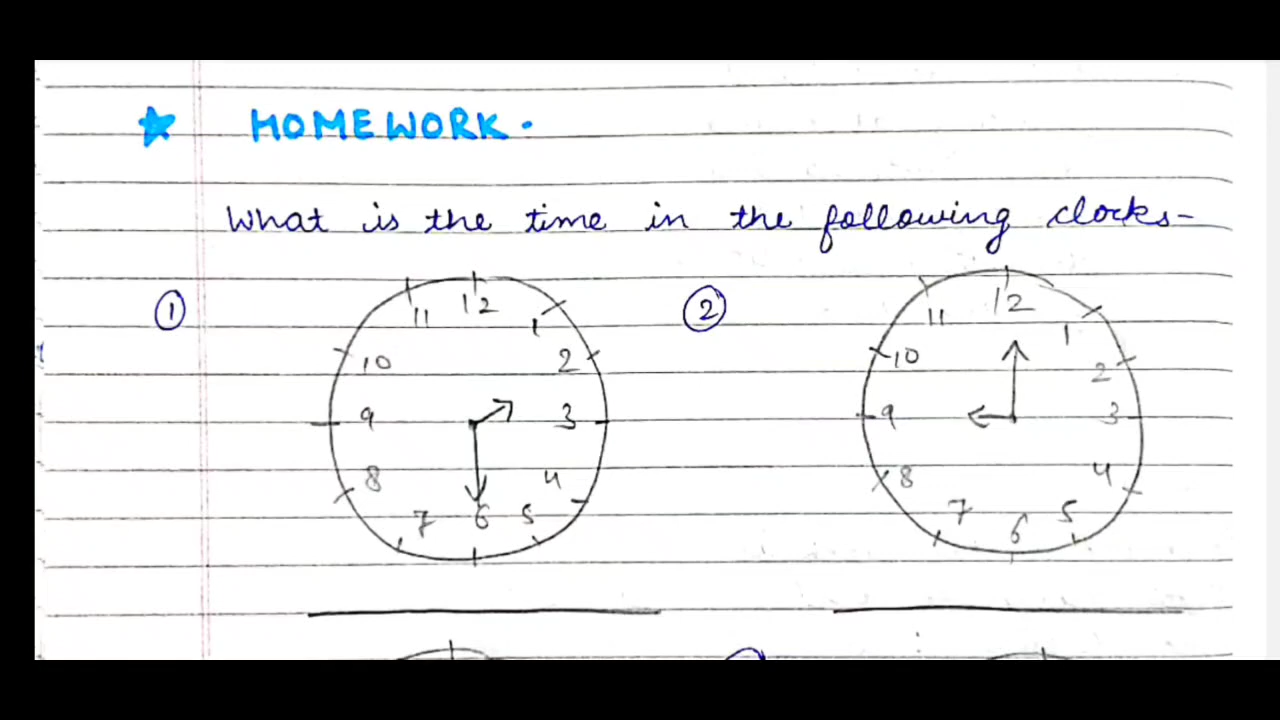 ★ HOMEWORK.
What is the time in the following clocks-
① ②
11 12 1
10 2
9 3
8 4
7 6 5
11 12 1
10 2
9 3
8 4
7 6 5